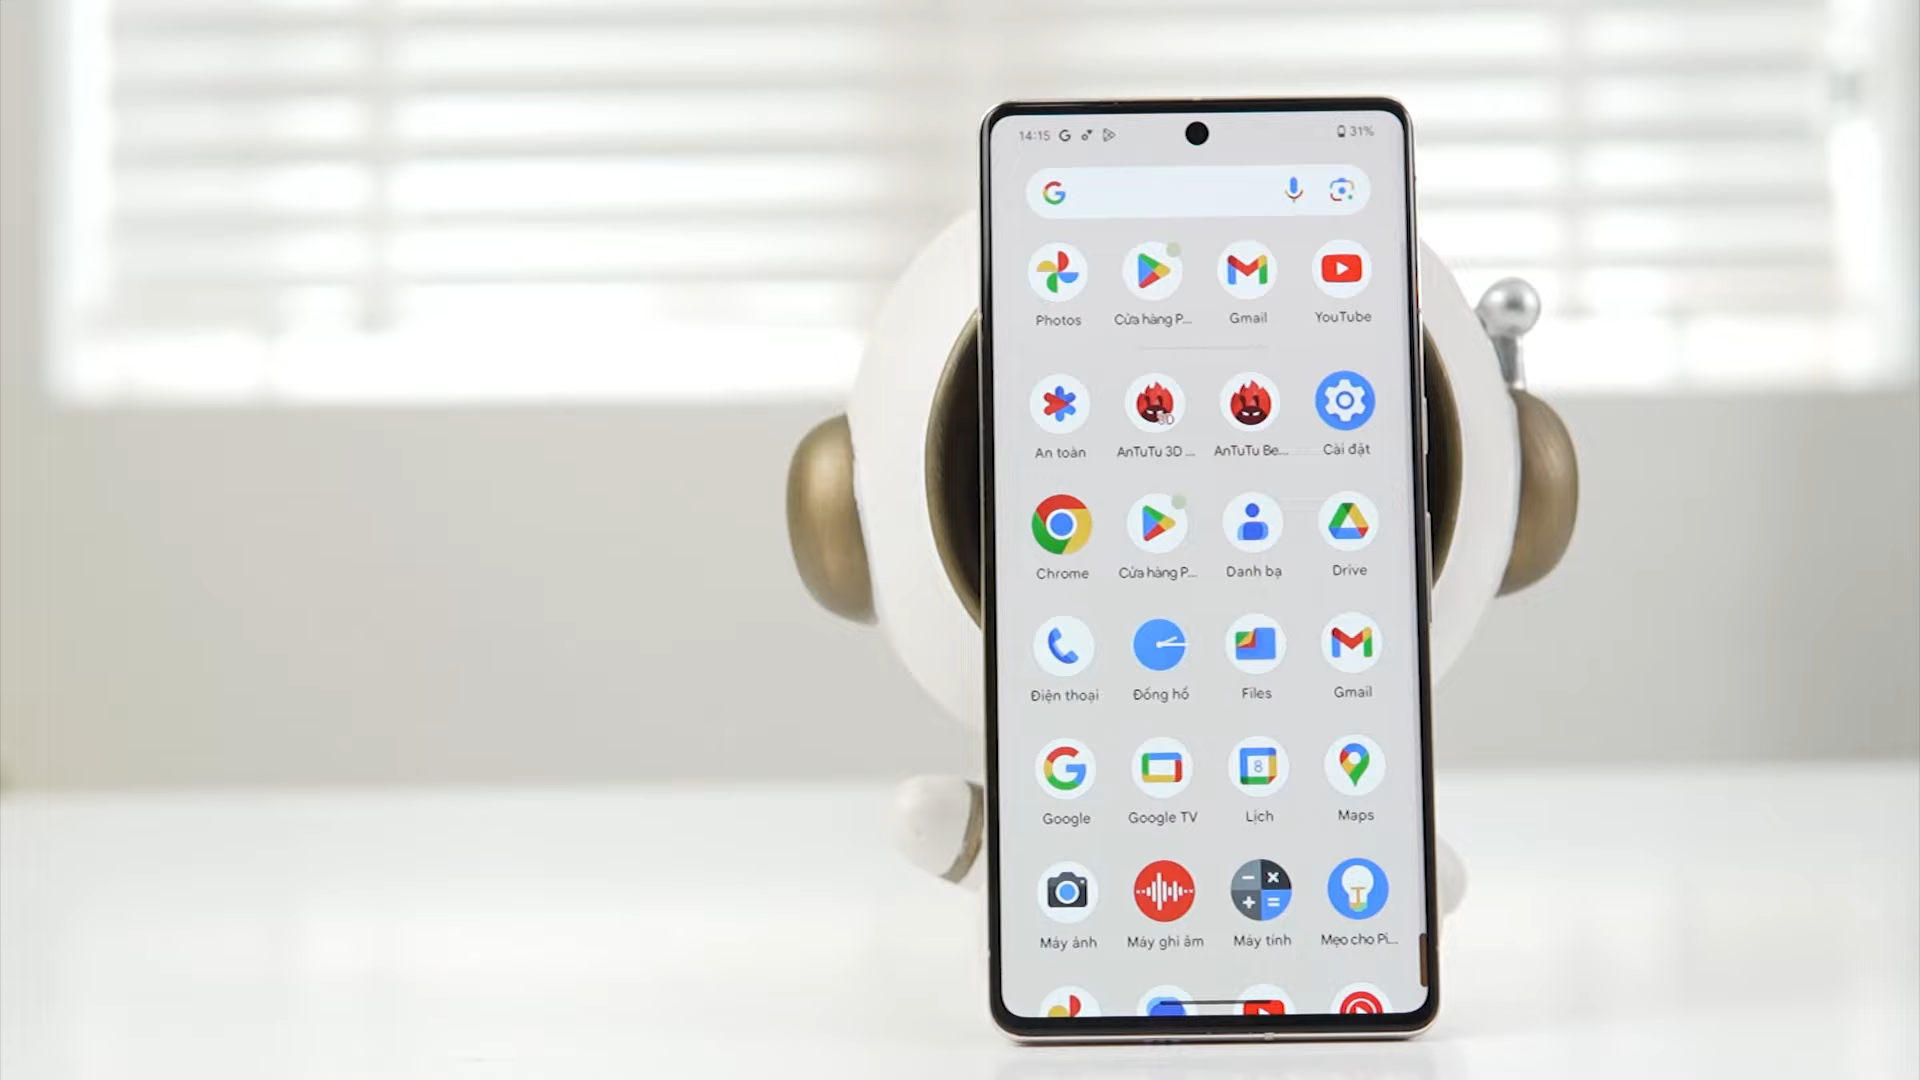 14:15
31%
Photos
Cửa hàng P...
Gmail
YouTube
An toàn
AnTuTu 3D ...
AnTuTu Be...
Cài đặt
Chrome
Cửa hàng P...
Danh bạ
Drive
Điện thoại
Đồng hồ
Files
Gmail
Google
Google TV
Lịch
Maps
Máy ảnh
Máy ghi âm
Máy tính
Mẹo cho Pi...